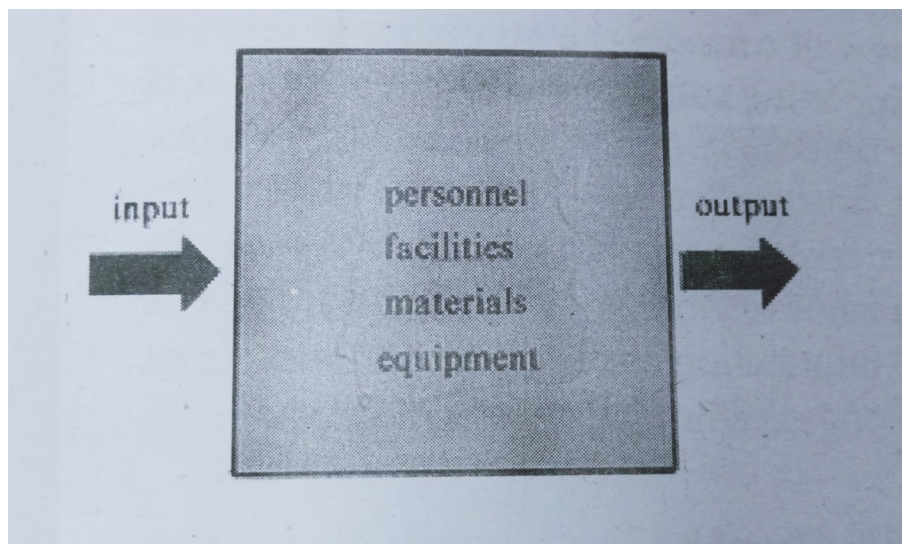 input
personnel
facilities
materials
equipment
output